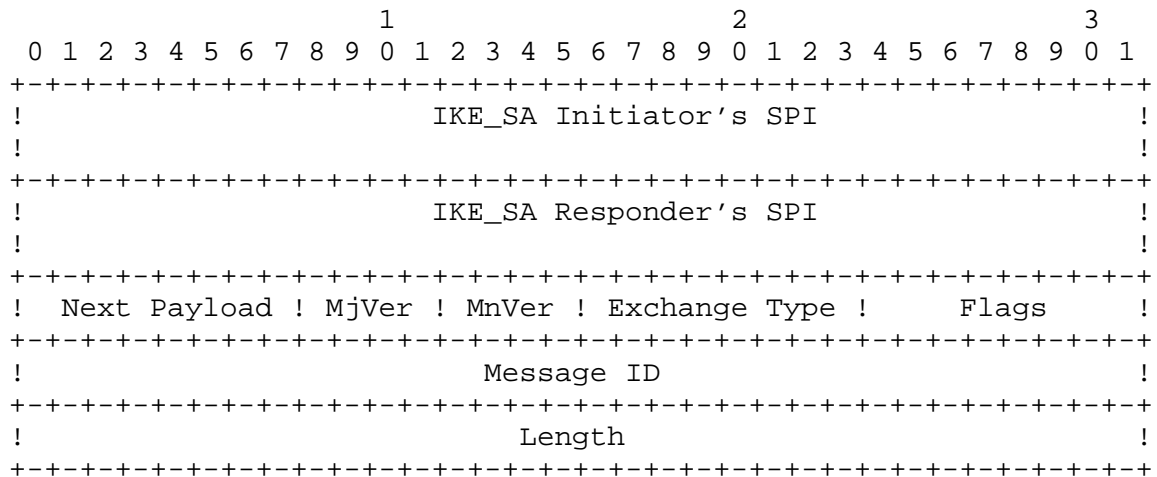 1                   2                   3
 0 1 2 3 4 5 6 7 8 9 0 1 2 3 4 5 6 7 8 9 0 1 2 3 4 5 6 7 8 9 0 1
+-+-+-+-+-+-+-+-+-+-+-+-+-+-+-+-+-+-+-+-+-+-+-+-+-+-+-+-+-+-+-+-+
!                       IKE_SA Initiator’s SPI                  !
!                                                               !
+-+-+-+-+-+-+-+-+-+-+-+-+-+-+-+-+-+-+-+-+-+-+-+-+-+-+-+-+-+-+-+-+
!                       IKE_SA Responder’s SPI                  !
!                                                               !
+-+-+-+-+-+-+-+-+-+-+-+-+-+-+-+-+-+-+-+-+-+-+-+-+-+-+-+-+-+-+-+-+
!  Next Payload ! MjVer ! MnVer ! Exchange Type !     Flags     !
+-+-+-+-+-+-+-+-+-+-+-+-+-+-+-+-+-+-+-+-+-+-+-+-+-+-+-+-+-+-+-+-+
!                          Message ID                           !
+-+-+-+-+-+-+-+-+-+-+-+-+-+-+-+-+-+-+-+-+-+-+-+-+-+-+-+-+-+-+-+-+
!                            Length                             !
+-+-+-+-+-+-+-+-+-+-+-+-+-+-+-+-+-+-+-+-+-+-+-+-+-+-+-+-+-+-+-+-+